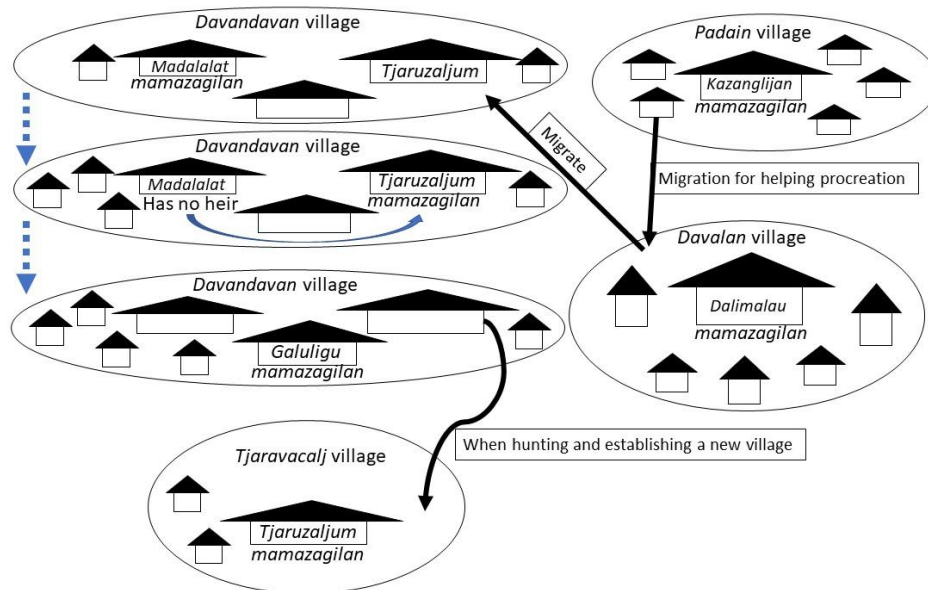 Davandavan village
Madalalat
mamazagilan
Tjaruzaljum
Padain village
Kazanglijan
mamazagilan
Migrate
Migration for helping procreation
Davandavan village
Madalalat
Has no heir
Tjaruzaljum
mamazagilan
Davalan village
Dalimalau
mamazagilan
Davandavan village
Galuligu
mamazagilan
When hunting and establishing a new village
Tjaravacalj village
Tjaruzaljum
mamazagilan